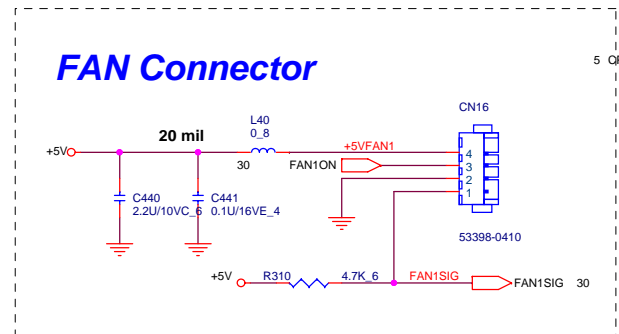 FAN Connector
5
CN16
L40
0_8
20 mil
+5V
+5VFAN1
30
FAN1ON
4
3
2
1
C440
2.2U/10VC_6
C441
0.1U/16VE_4
53398-0410
+5V
R310
4.7K_6
FAN1SIG
FAN1SIG
30